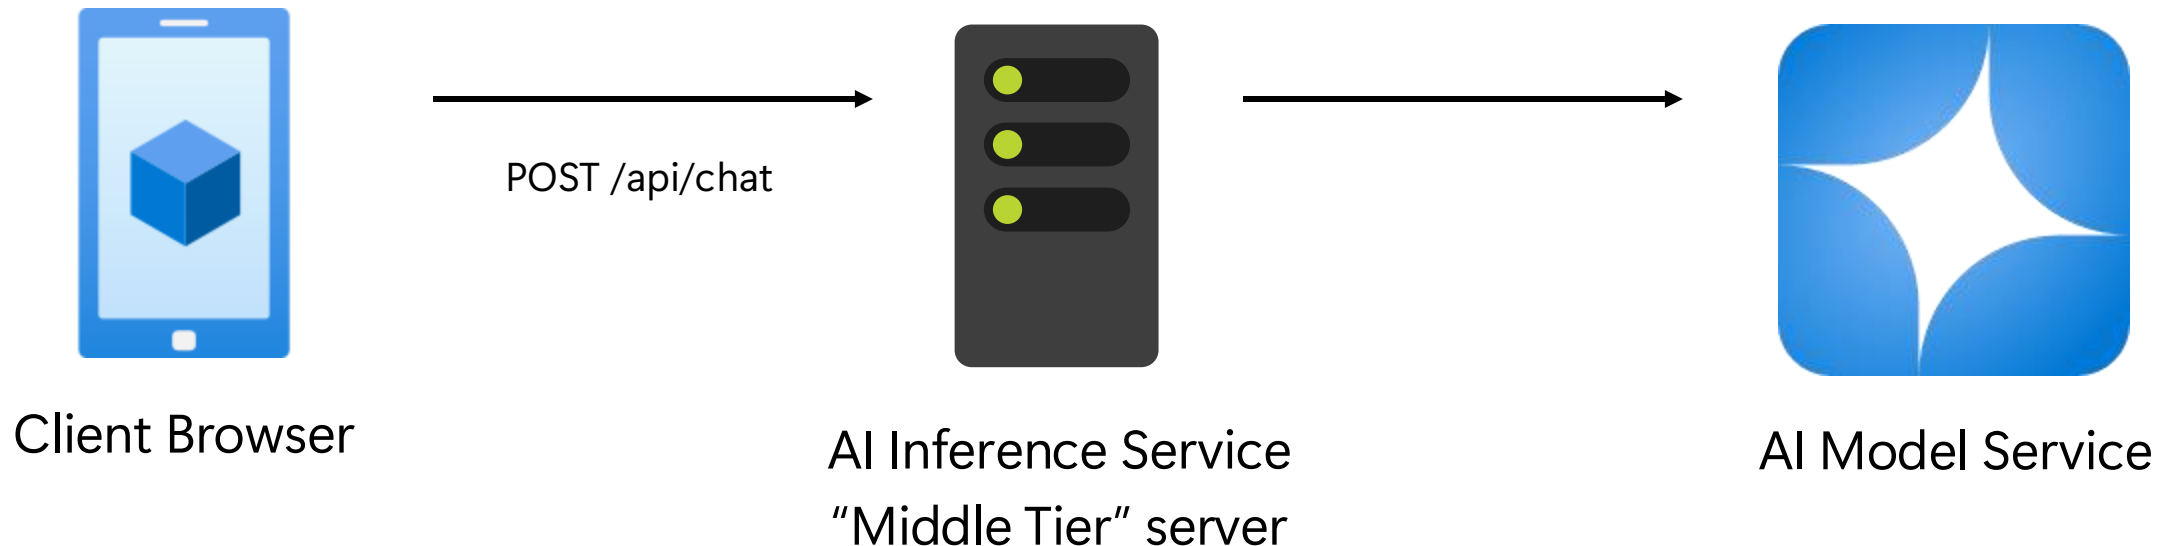 POST /api/chat
Client Browser
AI Inference Service
“Middle Tier” server
AI Model Service